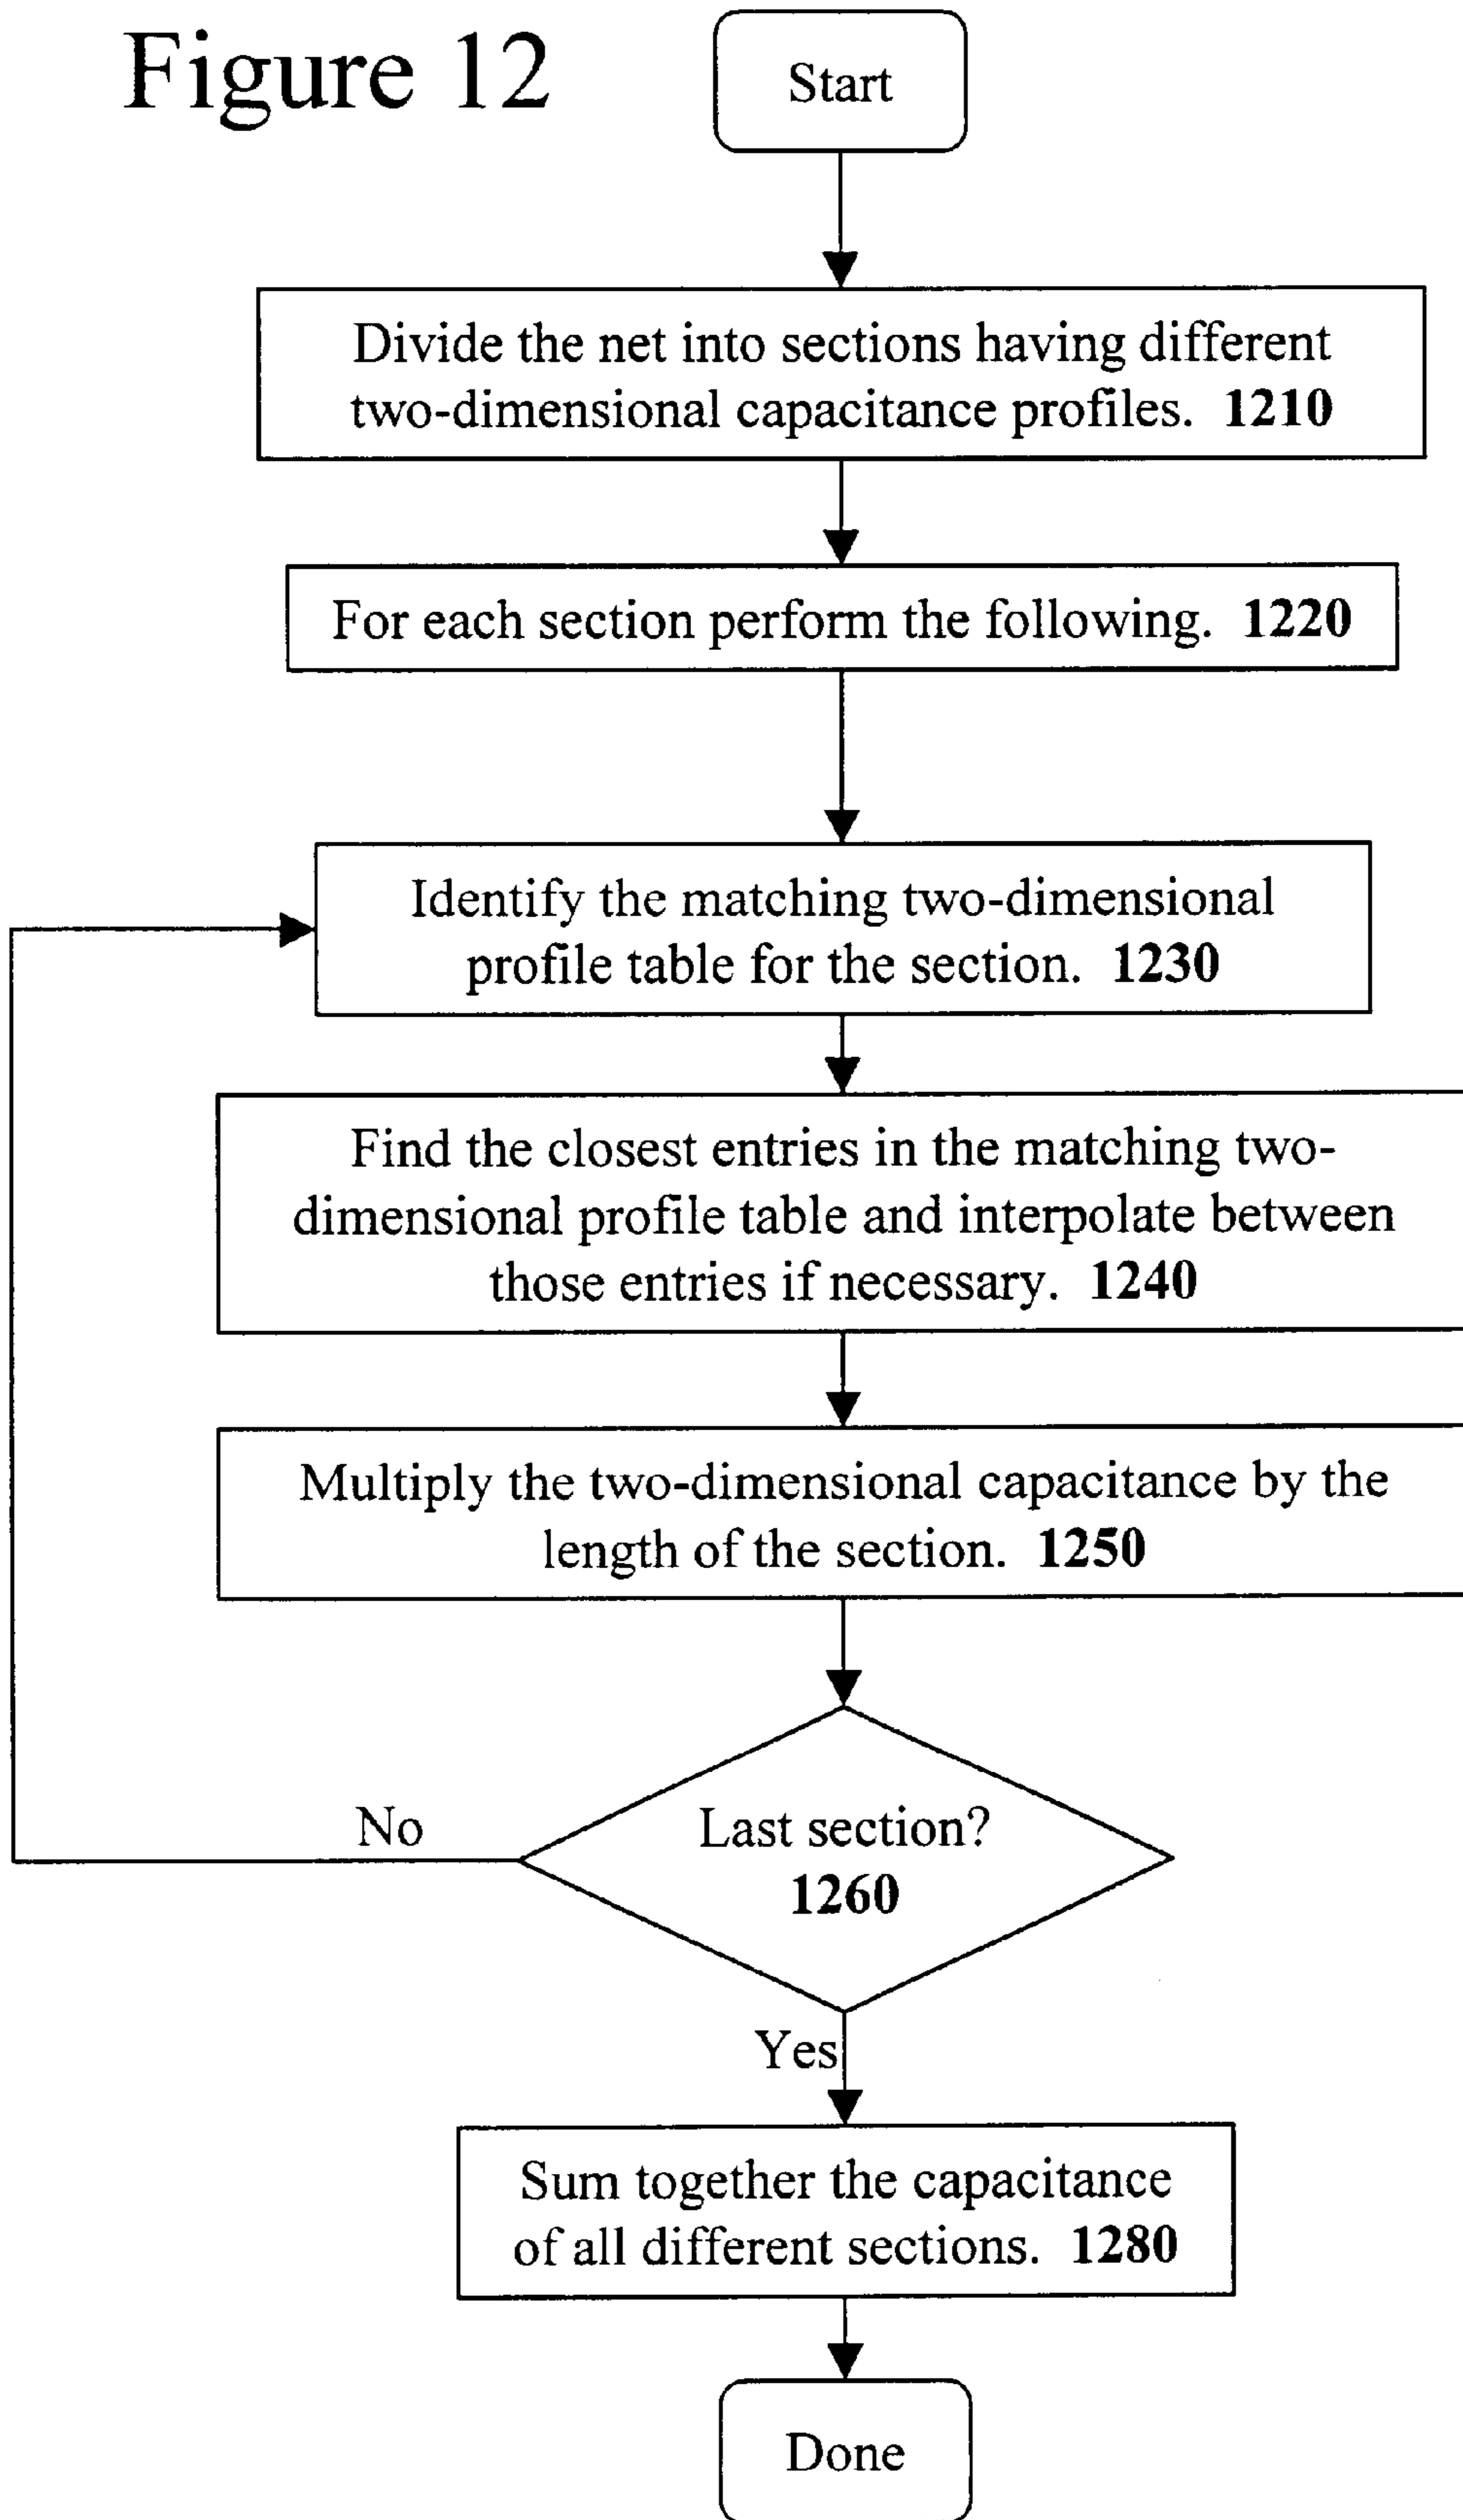 Figure 12
Start
Divide the net into sections having different
two-dimensional capacitance profiles. 1210
For each section perform the following. 1220
Identify the matching two-dimensional
profile table for the section. 1230
Find the closest entries in the matching two-
dimensional profile table and interpolate between
those entries if necessary. 1240
Multiply the two-dimensional capacitance by the
length of the section. 1250
No
Last section?
1260
Yes
Sum together the capacitance
of all different sections. 1280
Done